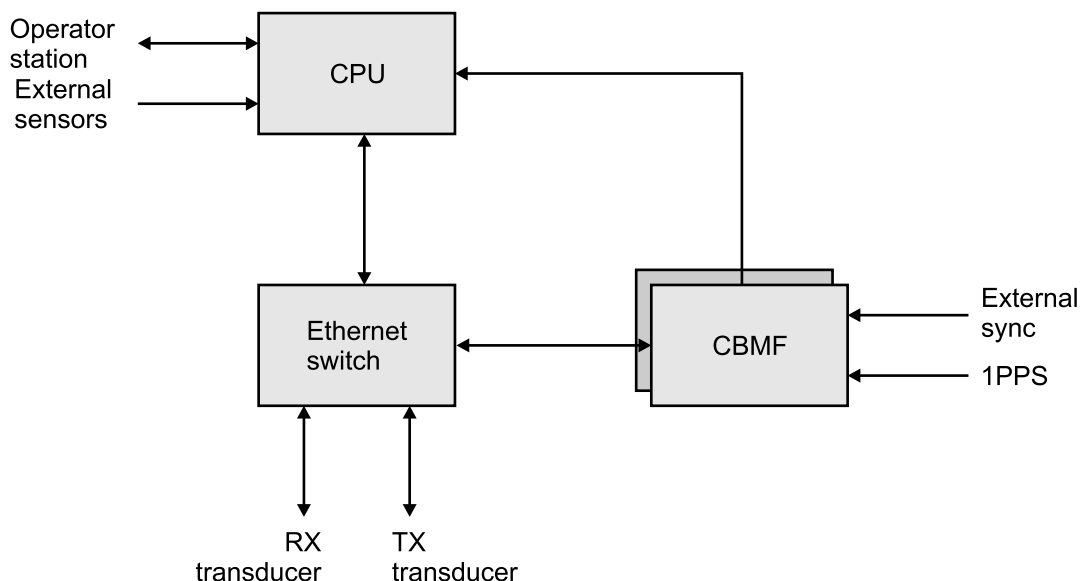 Operator
station
External
sensors
CPU
Ethernet
switch
CBMF
External
sync
1PPS
RX
transducer
TX
transducer